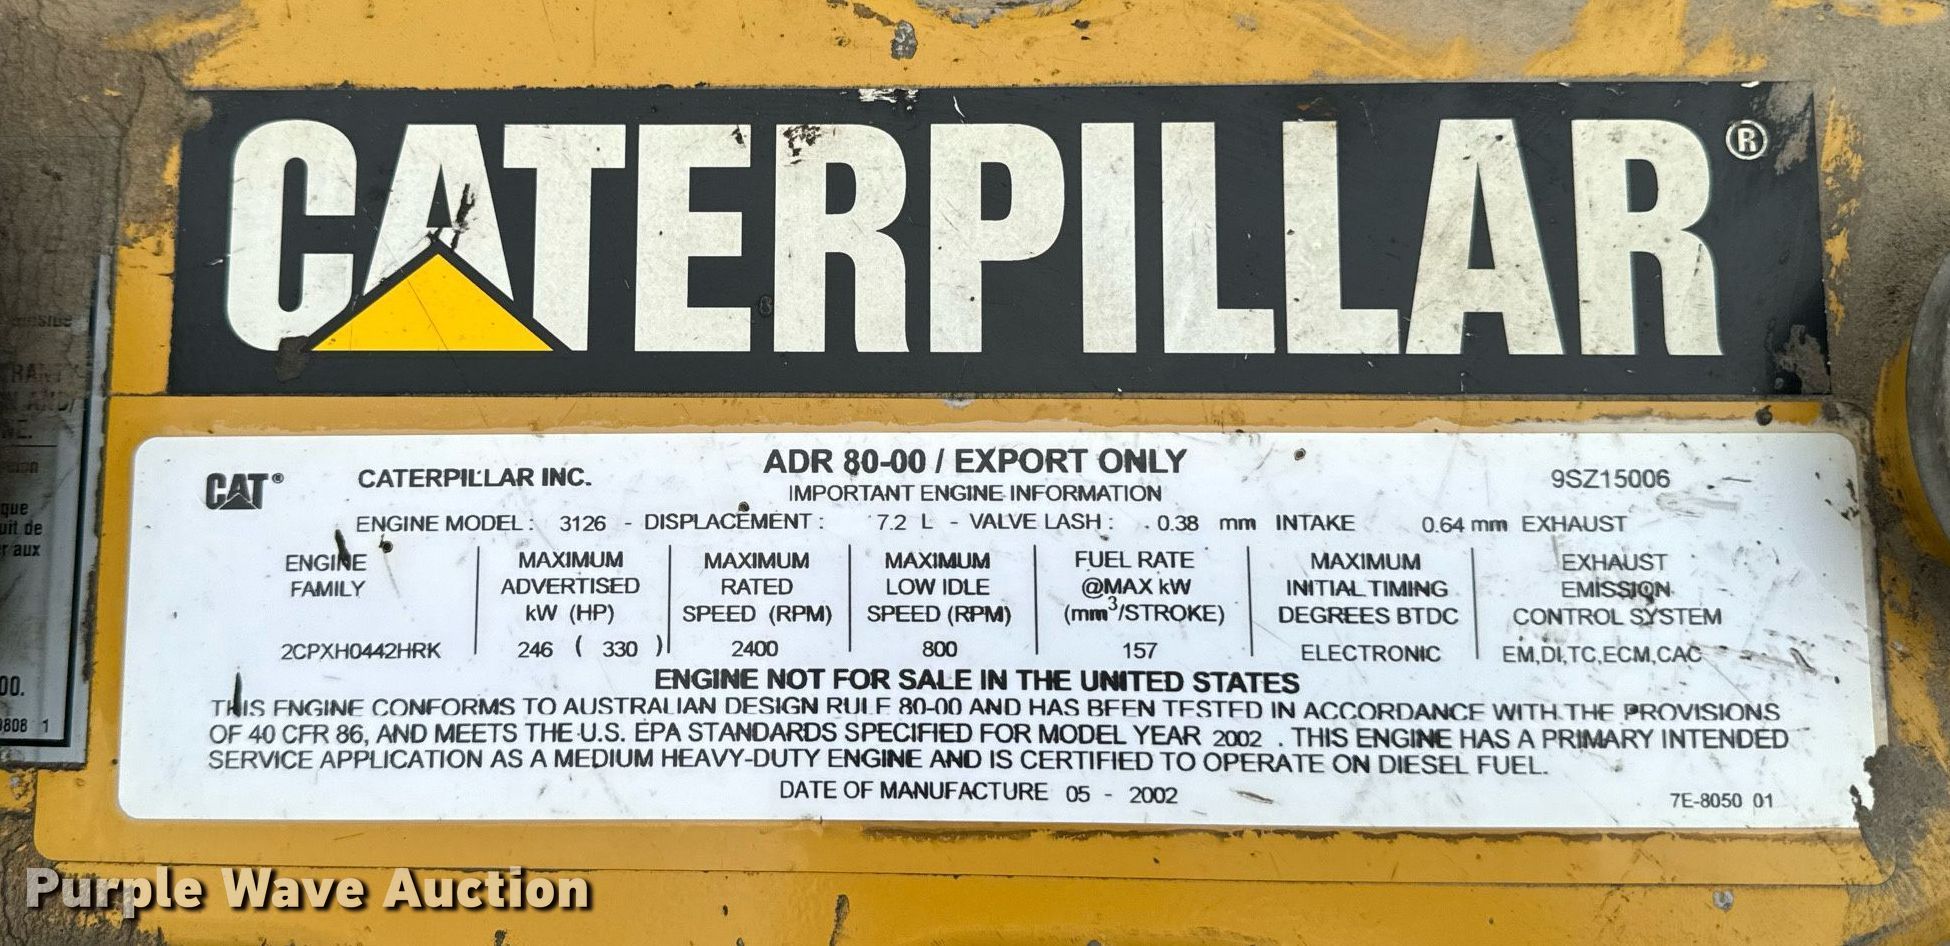 CATERPILLAR®
CAT®
CATERPILLAR INC.
ADR 80-00 / EXPORT ONLY
IMPORTANT ENGINE INFORMATION
9SZ15006
ENGINE MODEL : 3126 - DISPLACEMENT : 7.2 L - VALVE LASH : 0.38 mm INTAKE 0.64 mm EXHAUST
ENGINE FAMILY
2CPXH0442HRK
MAXIMUM ADVERTISED kW (HP)
246 ( 330 )
MAXIMUM RATED SPEED (RPM)
2400
MAXIMUM LOW IDLE SPEED (RPM)
800
FUEL RATE @MAX kW (mm³/STROKE)
157
MAXIMUM INITIAL TIMING DEGREES BTDC
ELECTRONIC
EXHAUST EMISSION CONTROL SYSTEM
EM,DI,TC,ECM,CAC
ENGINE NOT FOR SALE IN THE UNITED STATES
THIS ENGINE CONFORMS TO AUSTRALIAN DESIGN RULE 80-00 AND HAS BEEN TESTED IN ACCORDANCE WITH THE PROVISIONS
OF 40 CFR 86, AND MEETS THE U.S. EPA STANDARDS SPECIFIED FOR MODEL YEAR 2002 . THIS ENGINE HAS A PRIMARY INTENDED
SERVICE APPLICATION AS A MEDIUM HEAVY-DUTY ENGINE AND IS CERTIFIED TO OPERATE ON DIESEL FUEL.
DATE OF MANUFACTURE 05 - 2002
7E-8050 01
que
uit de
r aux
00.
9808 1
Purple Wave Auction